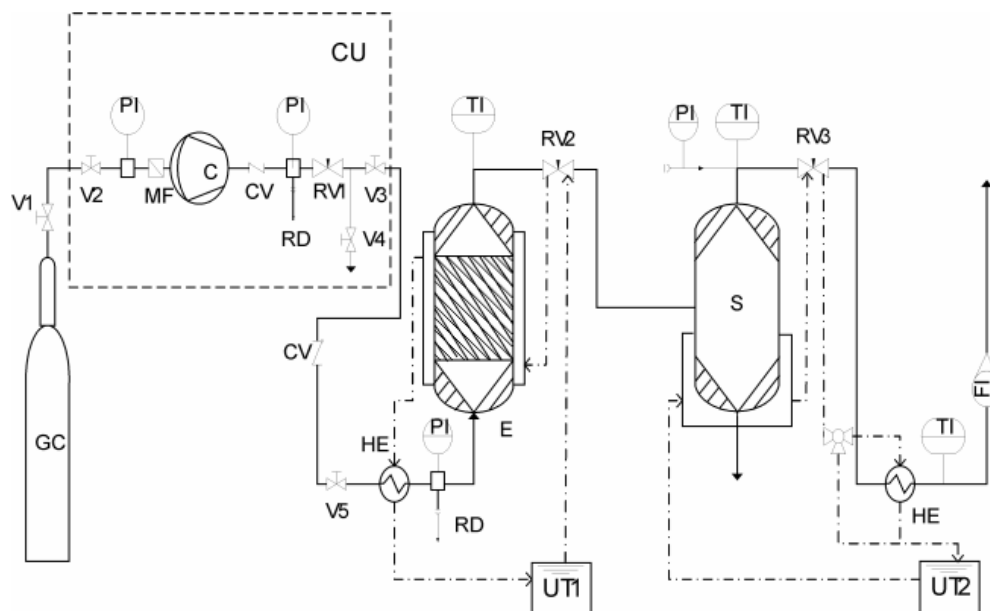 CU
PI
PI
TI
PI
TI
RV2
RV3
V1
V2
MF
C
CV
RV1
V3
RD
V4
S
CV
E
PI
HE
FI
GC
TI
V5
RD
HE
UT1
UT2